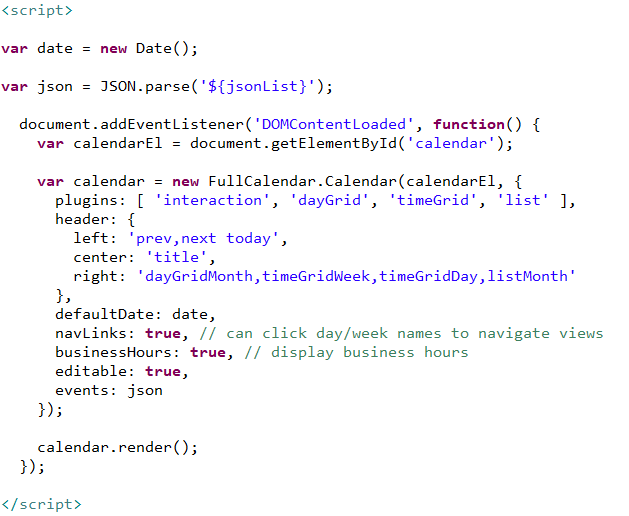 <script>
var date = new Date();
var json = JSON.parse('${jsonList}');
document.addEventListener('DOMContentLoaded', function() {
var calendarEl = document.getElementById('calendar');
var calendar = new FullCalendar.Calendar(calendarEl, {
plugins: [ 'interaction', 'dayGrid', 'timeGrid', 'list' ],
header: {
left: 'prev,next today',
center: 'title',
right: 'dayGridMonth,timeGridWeek,timeGridDay,listMonth'
},
defaultDate: date,
navLinks: true, // can click day/week names to navigate views
businessHours: true, // display business hours
editable: true,
events: json
});
calendar.render();
});
</script>